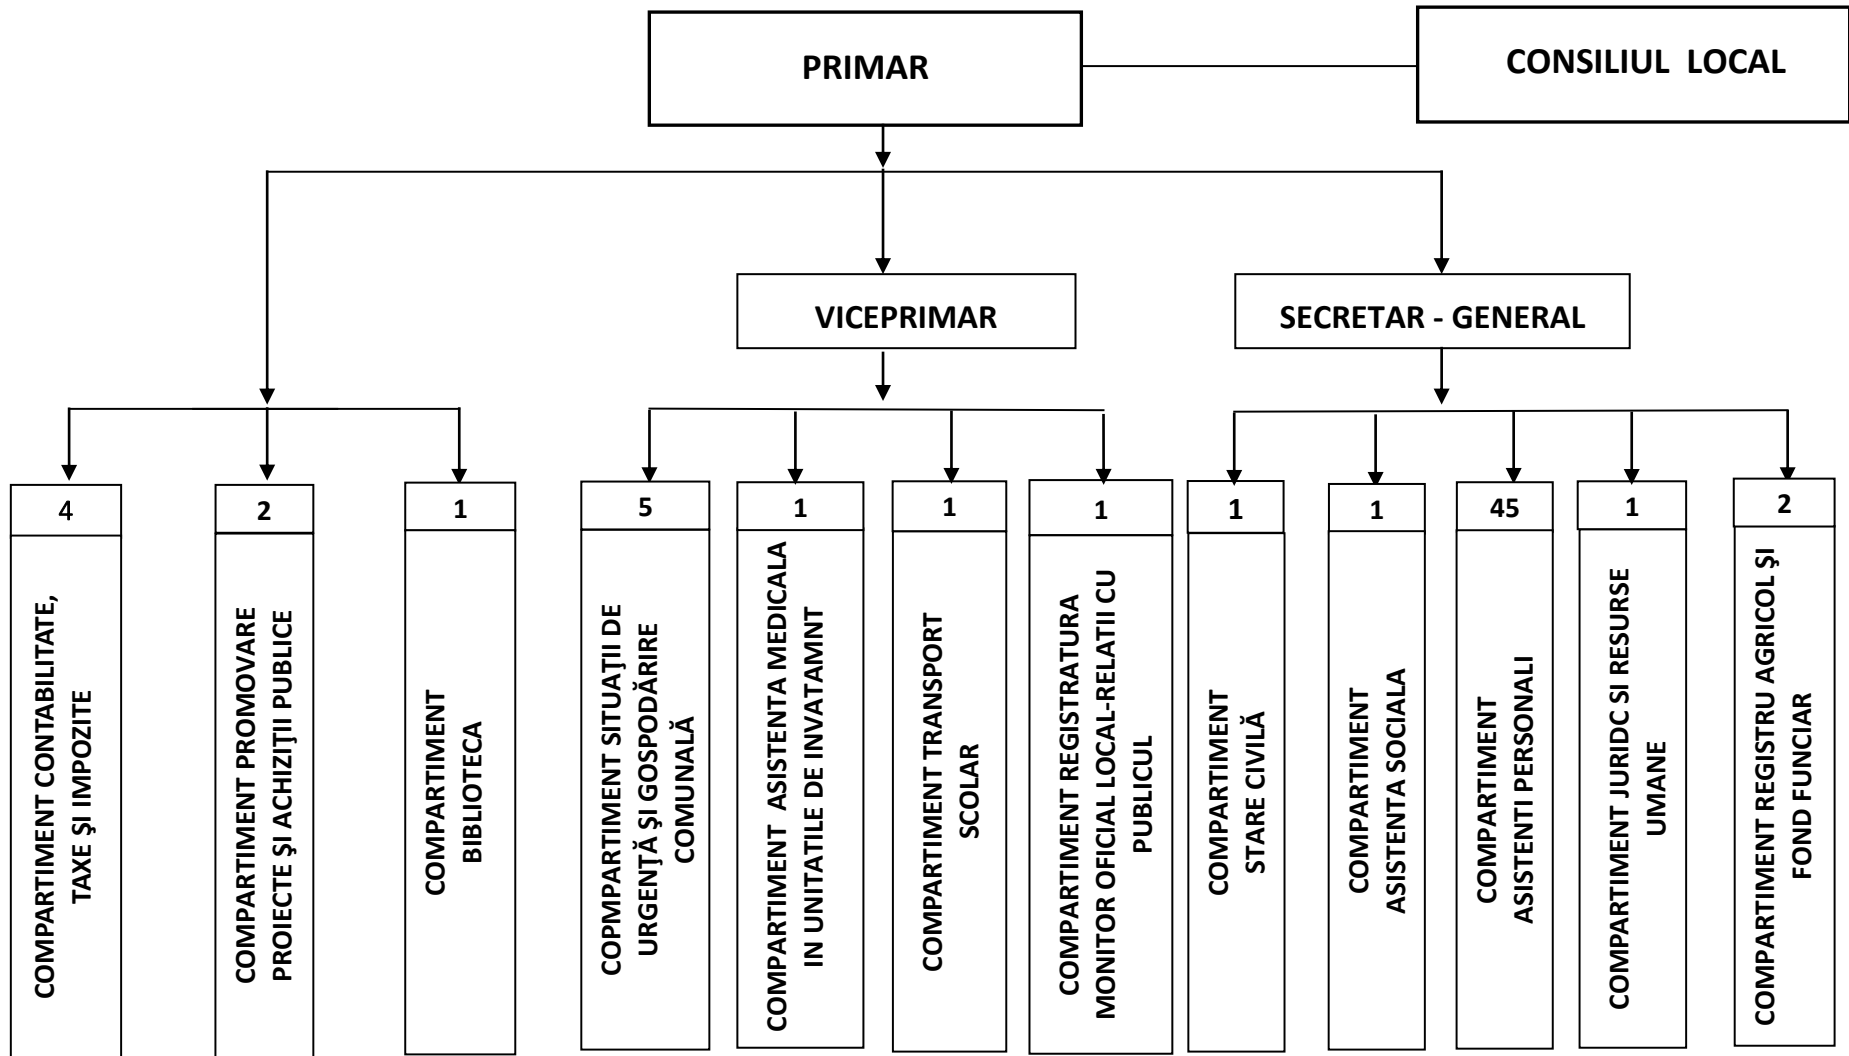 PRIMAR
CONSILIUL LOCAL
VICEPRIMAR
SECRETAR - GENERAL
4
COMPARTIMENT CONTABILITATE,
TAXE ŞI IMPOZITE
2
COMPARTIMENT PROMOVARE
PROIECTE ŞI ACHIZIŢII PUBLICE
1
COMPARTIMENT
BIBLIOTECA
5
COPMPARTIMENT SITUAŢII DE
URGENŢĂ ŞI GOSPODĂRIRE
COMUNALĂ
1
COMPARTIMENT ASISTENTA MEDICALA
IN UNITATILE DE INVATAMNT
1
COMPARTIMENT TRANSPORT
SCOLAR
1
COMPARTIMENT REGISTRATURA
MONITOR OFICIAL LOCAL-RELATII CU
PUBLICUL
1
COMPARTIMENT
STARE CIVILĂ
1
COMPARTIMENT
ASISTENTA SOCIALA
45
COMPARTIMENT
ASISTENTI PERSONALI
1
COMPARTIMENT JURIDC SI RESURSE
UMANE
2
COMPARTIMENT REGISTRU AGRICOL ŞI
FOND FUNCIAR